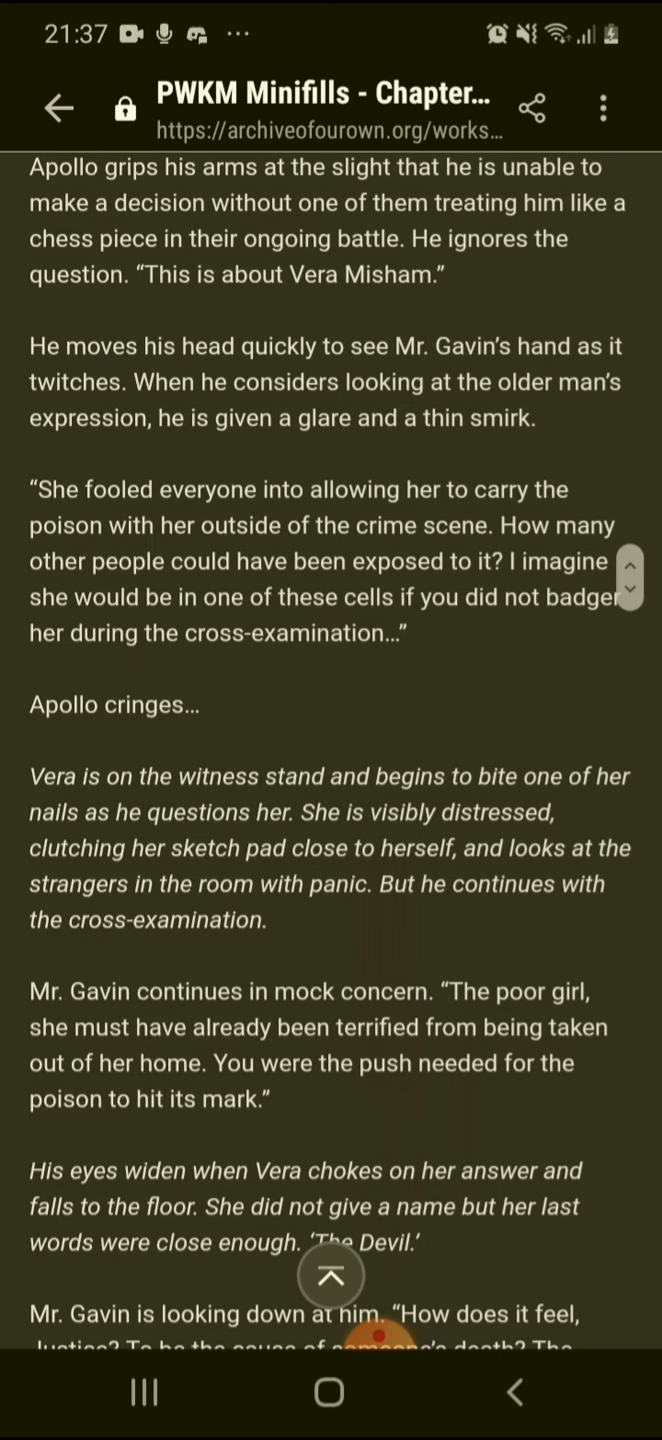 21:37
PWKM Minifills - Chapter...
https://archiveofourown.org/works...
Apollo grips his arms at the slight that he is unable to
make a decision without one of them treating him like a
chess piece in their ongoing battle. He ignores the
question. “This is about Vera Misham.”
He moves his head quickly to see Mr. Gavin’s hand as it
twitches. When he considers looking at the older man’s
expression, he is given a glare and a thin smirk.
“She fooled everyone into allowing her to carry the
poison with her outside of the crime scene. How many
other people could have been exposed to it? I imagine
she would be in one of these cells if you did not badger
her during the cross-examination…”
Apollo cringes…
Vera is on the witness stand and begins to bite one of her
nails as he questions her. She is visibly distressed,
clutching her sketch pad close to herself, and looks at the
strangers in the room with panic. But he continues with
the cross-examination.
Mr. Gavin continues in mock concern. “The poor girl,
she must have already been terrified from being taken
out of her home. You were the push needed for the
poison to hit its mark.”
His eyes widen when Vera chokes on her answer and
falls to the floor. She did not give a name but her last
words were close enough. ‘The Devil.’
Mr. Gavin is looking down at him. “How does it feel,
Justice? To be the cause of someone’s death? The